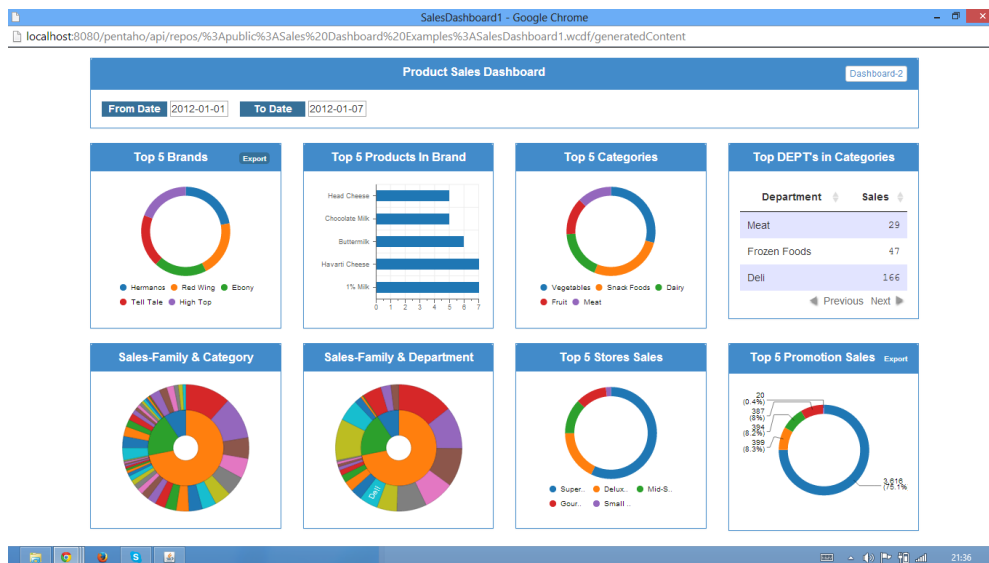 SalesDashboard1 - Google Chrome
localhost:8080/pentaho/api/repos/%3Apublic%3ASales%20Dashboard%20Examples%3ASalesDashboard1.wcdf/generatedContent
Product Sales Dashboard
Dashboard-2
From Date 2012-01-01 To Date 2012-01-07
Top 5 Brands Export
Hermanos Red Wing Ebony
Tell Tale High Top
Top 5 Products In Brand
Head Cheese
Chocolate Milk
Buttermilk
Havarti Cheese
1% Milk
0 1 2 3 4 5 6 7
Top 5 Categories
Vegetables Snack Foods Dairy
Fruit Meat
Top DEPT's in Categories
Department Sales
Meat 29
Frozen Foods 47
Deli 166
Previous Next
Sales-Family & Category
Sales-Family & Department
Deli
Top 5 Stores Sales
Super.. Delux.. Mid-S..
Gour.. Small ..
Top 5 Promotion Sales Export
20
(0.4%)
387
(8%)
394
(8.2%)
399
(8.3%)
3,616
(75.1%
21:36